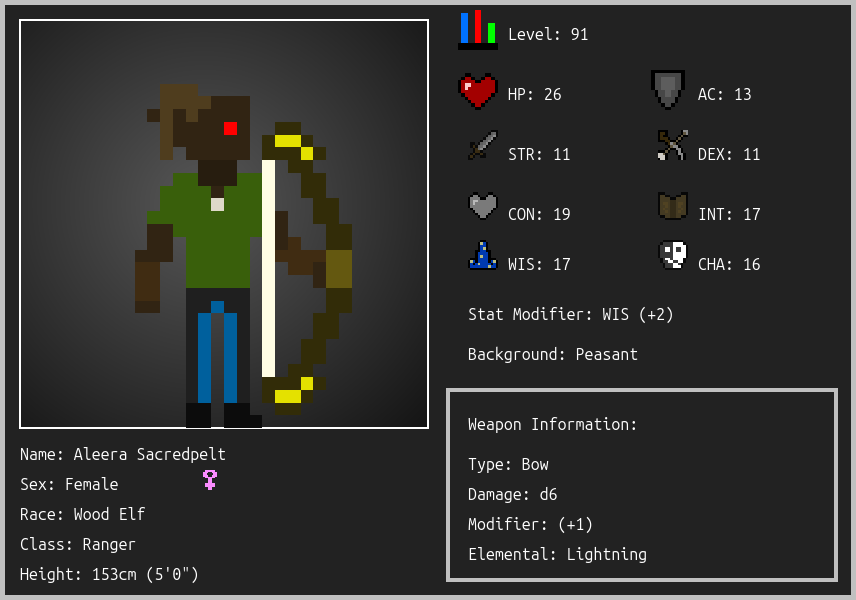 Level: 91
HP: 26
AC: 13
STR: 11
DEX: 11
CON: 19
INT: 17
WIS: 17
CHA: 16
Stat Modifier: WIS (+2)
Background: Peasant
Weapon Information:
Type: Bow
Damage: d6
Modifier: (+1)
Elemental: Lightning
Name: Aleera Sacredpelt
Sex: Female
Race: Wood Elf
Class: Ranger
Height: 153cm (5'0")